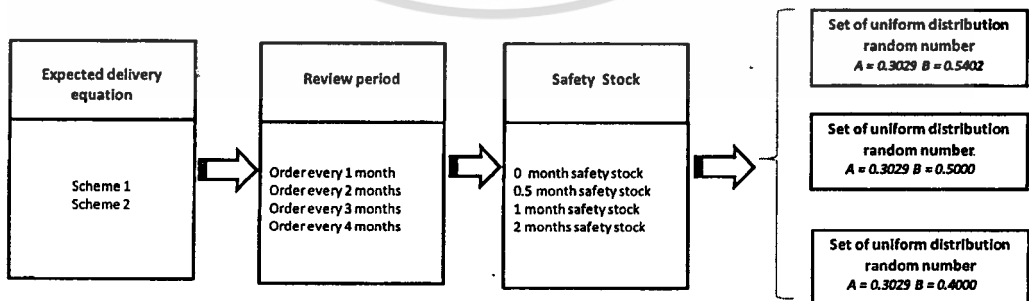 Expected delivery
equation
Scheme 1
Scheme 2
Review period
Order every 1 month
Order every 2 months
Order every 3 months
Order every 4 months
Safety Stock
0 month safety stock
0.5 month safety stock
1 month safety stock
2 months safety stock
Set of uniform distribution
random number
A = 0.3029 B = 0.5402
Set of uniform distribution
random number.
A = 0.3029 B = 0.5000
Set of uniform distribution
random number
A = 0.3029 B = 0.4000